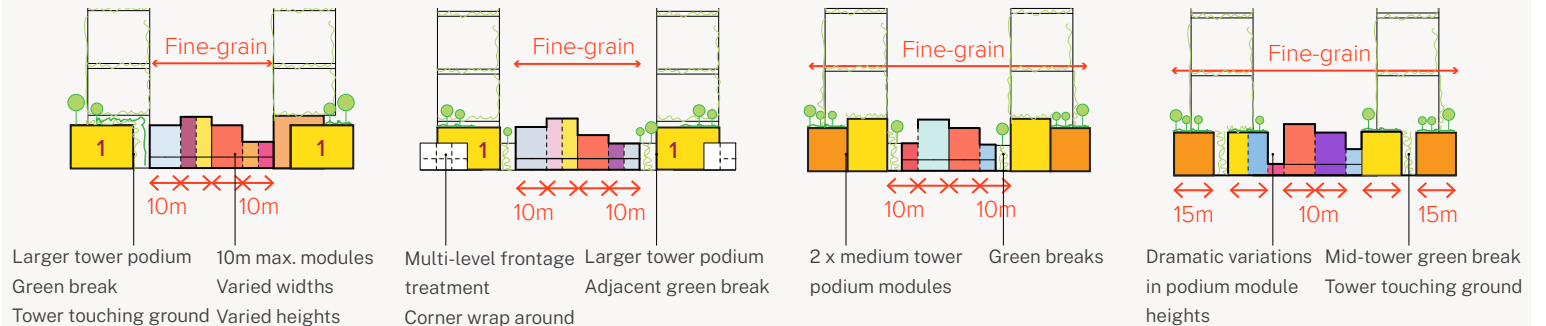 Fine-grain
1
1
10m
10m
Larger tower podium
Green break
Tower touching ground
10m max. modules
Varied widths
Varied heights
Fine-grain
1
1
10m
10m
Multi-level frontage
treatment
Corner wrap around
Larger tower podium
Adjacent green break
Fine-grain
10m
10m
2 x medium tower
podium modules
Green breaks
Fine-grain
15m
10m
15m
Dramatic variations
in podium module
heights
Mid-tower green break
Tower touching ground